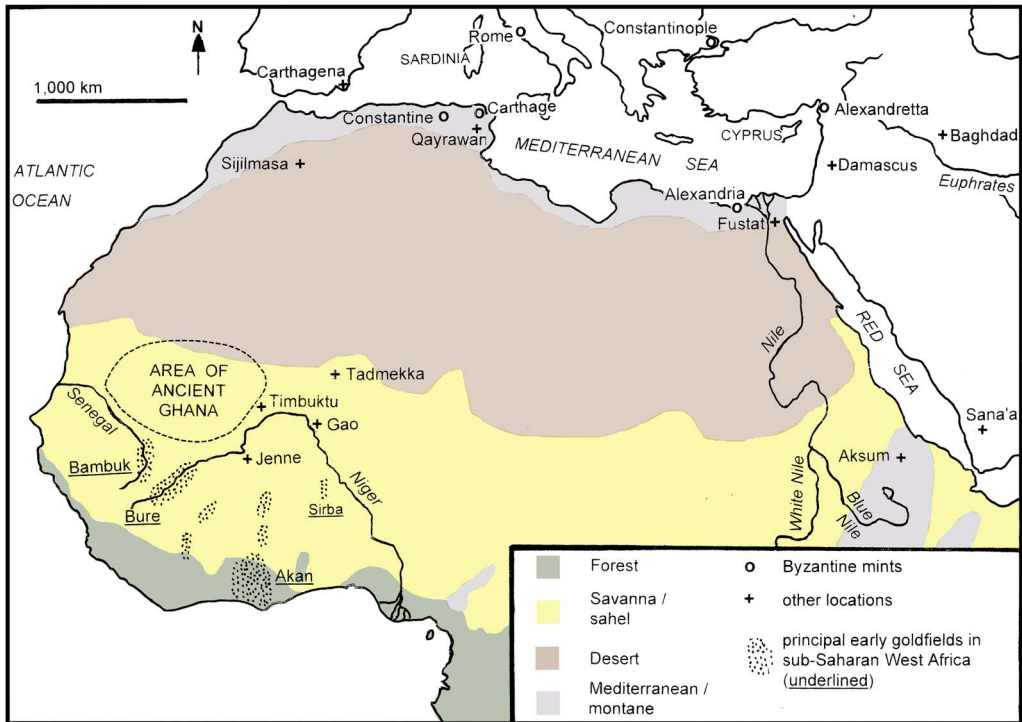 N
1,000 km
Rome
Constantinople
SARDINIA
Carthagena
Constantine
Carthage
Qayrawan
Alexandretta
CYPRUS
Baghdad
MEDITERRANEAN SEA
Sijilmasa
Damascus
Euphrates
ATLANTIC
OCEAN
Alexandria
Fustat
Nile
RED
SEA
AREA OF
ANCIENT
GHANA
Tadmekka
Timbuktu
Gao
Senegal
Sana'a
Jenne
Aksum
Bambuk
Niger
Sirba
White Nile
Blue
Nile
Bure
Akan
Forest
Savanna /
sahel
Desert
Mediterranean /
montane
Byzantine mints
other locations
principal early goldfields in
sub-Saharan West Africa
(underlined)